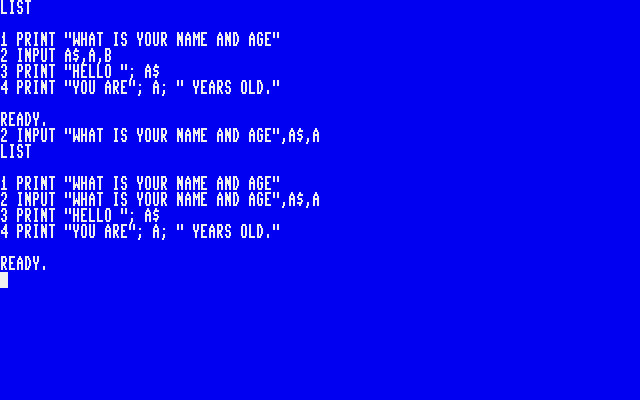 LIST
1 PRINT "WHAT IS YOUR NAME AND AGE"
2 INPUT A$,A,B
3 PRINT "HELLO "; A$
4 PRINT "YOU ARE"; A; " YEARS OLD."
READY.
2 INPUT "WHAT IS YOUR NAME AND AGE",A$,A
LIST
1 PRINT "WHAT IS YOUR NAME AND AGE"
2 INPUT "WHAT IS YOUR NAME AND AGE",A$,A
3 PRINT "HELLO "; A$
4 PRINT "YOU ARE"; A; " YEARS OLD."
READY.